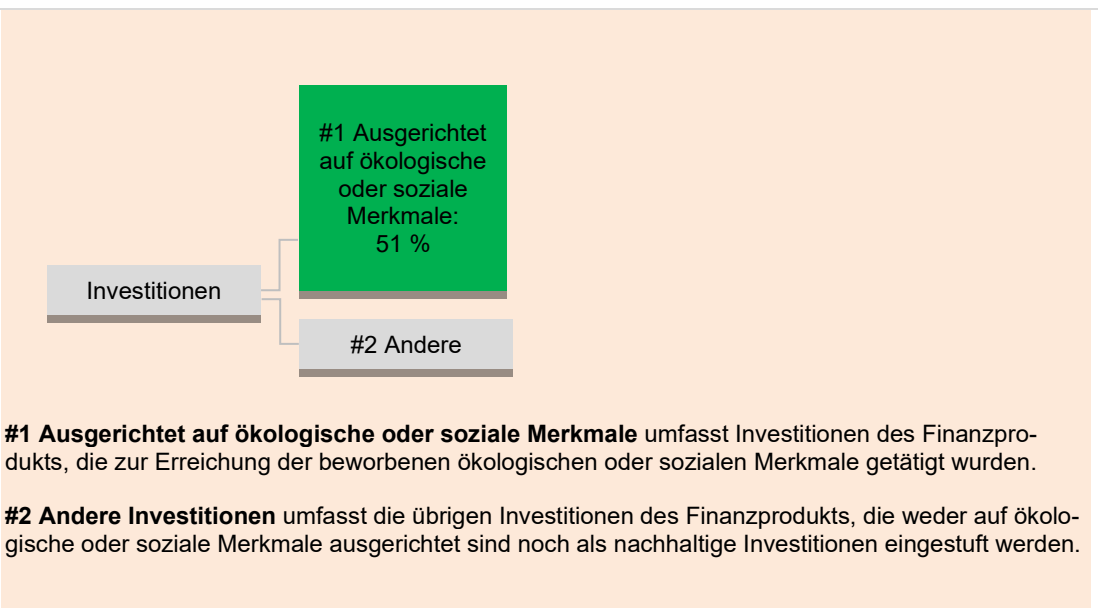 #1 Ausgerichtet
auf ökologische
oder soziale
Merkmale:
51 %
Investitionen
#2 Andere
#1 Ausgerichtet auf ökologische oder soziale Merkmale umfasst Investitionen des Finanzpro-
dukts, die zur Erreichung der beworbenen ökologischen oder sozialen Merkmale getätigt wurden.
#2 Andere Investitionen umfasst die übrigen Investitionen des Finanzprodukts, die weder auf ökolo-
gische oder soziale Merkmale ausgerichtet sind noch als nachhaltige Investitionen eingestuft werden.